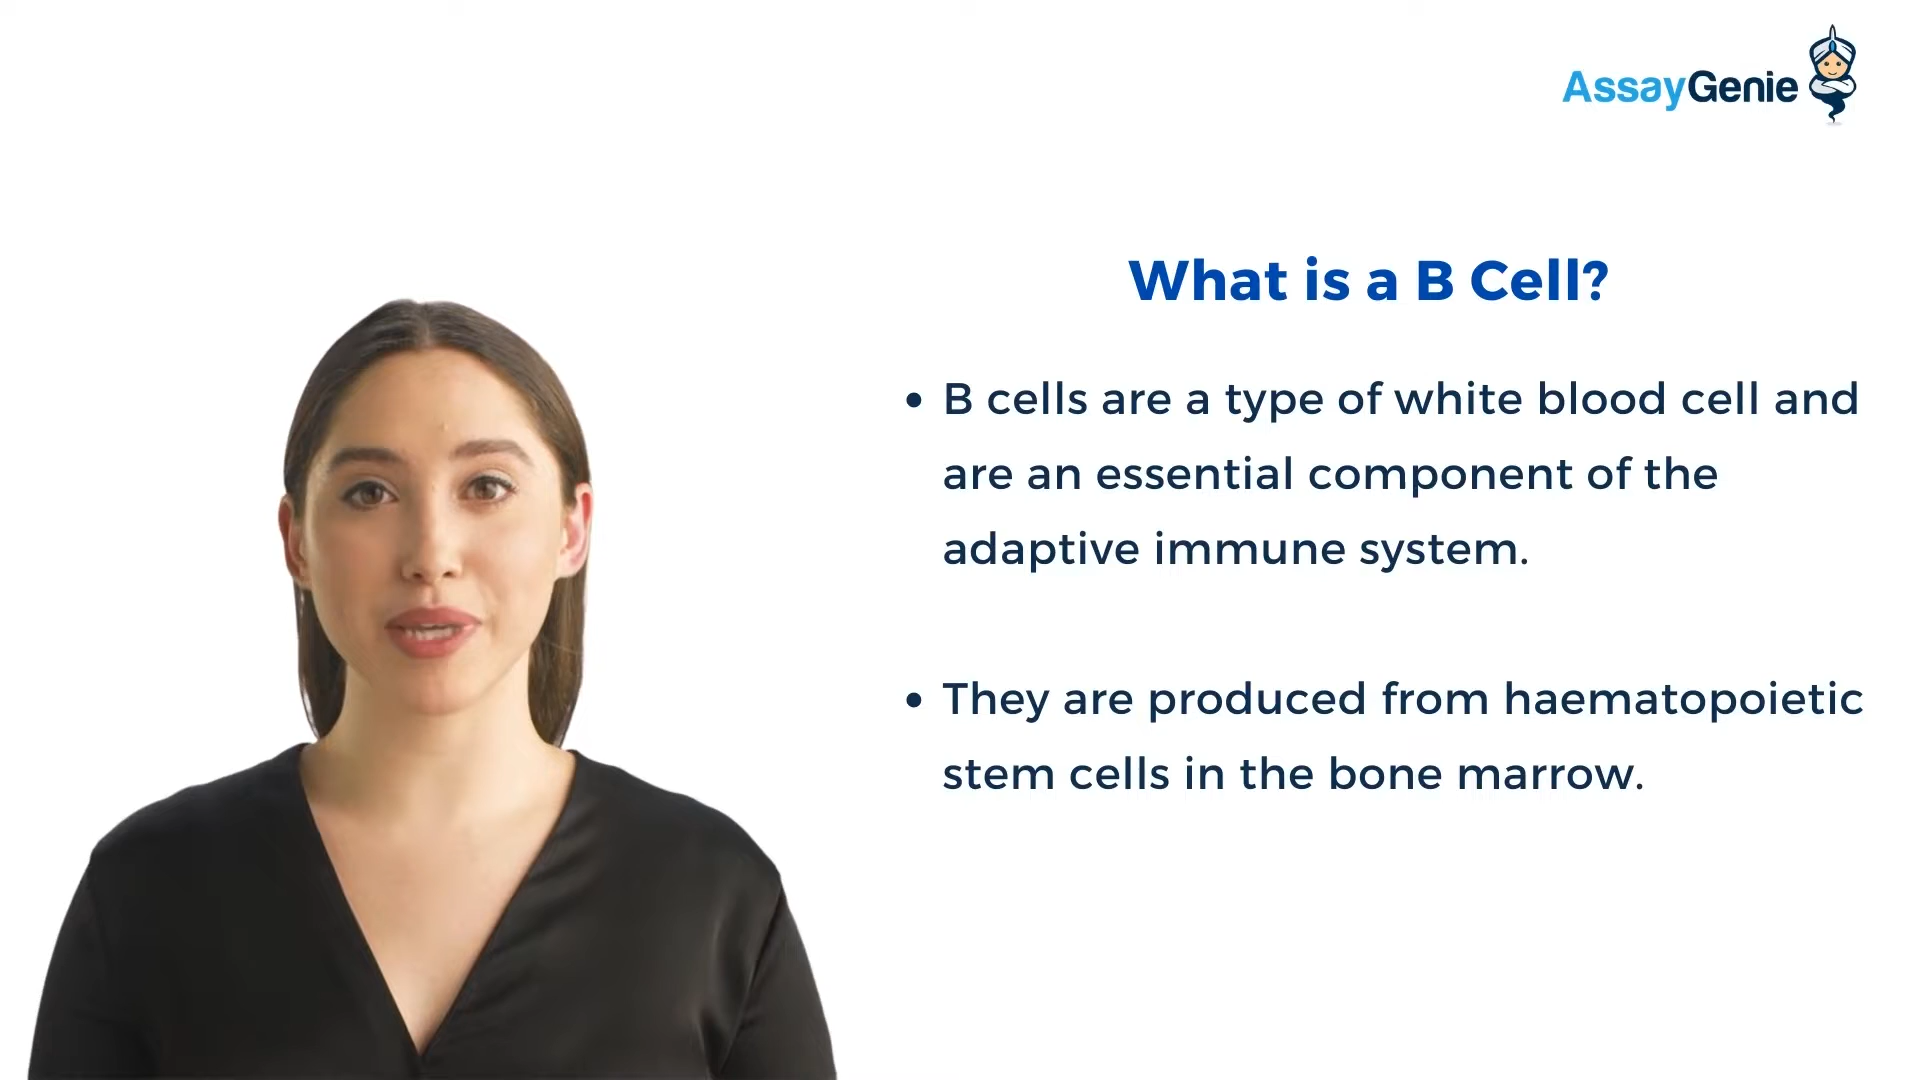 AssayGenie
What is a B Cell?
• B cells are a type of white blood cell and
are an essential component of the
adaptive immune system.
• They are produced from haematopoietic
stem cells in the bone marrow.